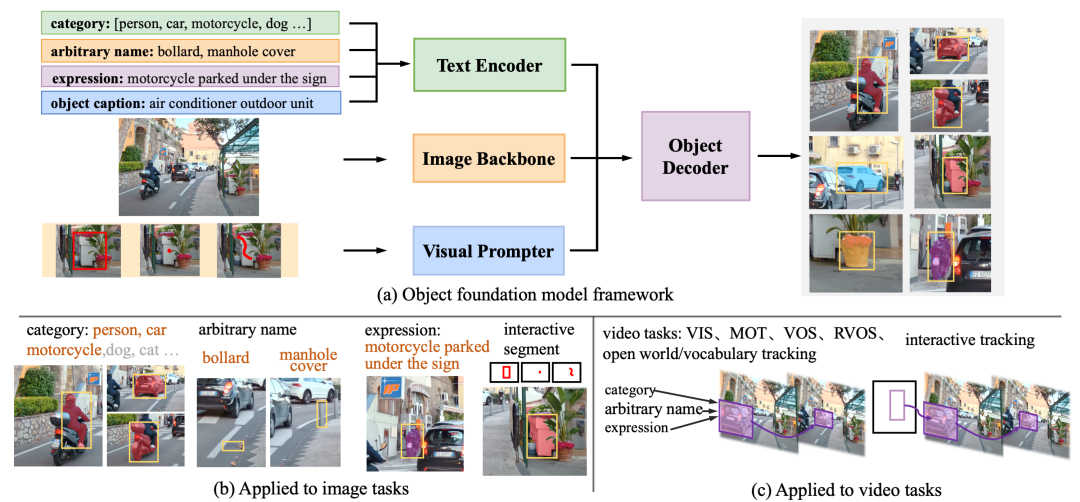 category: [person, car, motorcycle, dog …]
arbitrary name: bollard, manhole cover
expression: motorcycle parked under the sign
object caption: air conditioner outdoor unit
Text Encoder
Image Backbone
Visual Prompter
Object
Decoder
(a) Object foundation model framework
category: person, car
motorcycle,dog, cat …
arbitrary name
bollard
manhole
cover
expression:
motorcycle parked
under the sign
interactive
segment
(b) Applied to image tasks
video tasks: VIS、MOT、VOS、RVOS、
open world/vocabulary tracking
interactive tracking
category
arbitrary name
expression
(c) Applied to video tasks